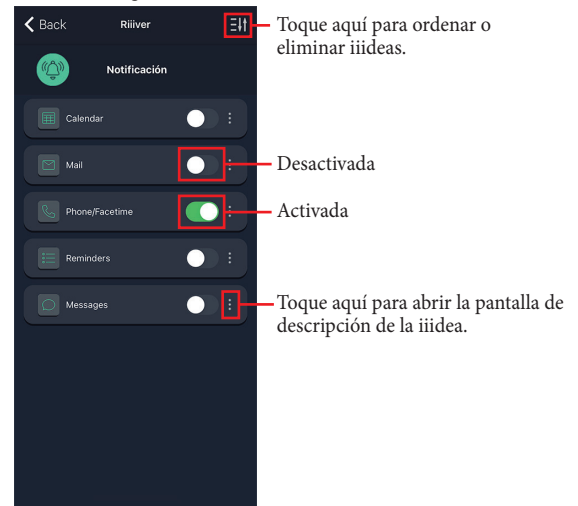 Back
Riiiver
Toque aquí para ordenar o
eliminar iiideas.
Notificación
Calendar
Mail
Desactivada
Phone/Facetime
Activada
Reminders
Messages
Toque aquí para abrir la pantalla de
descripción de la iiidea.